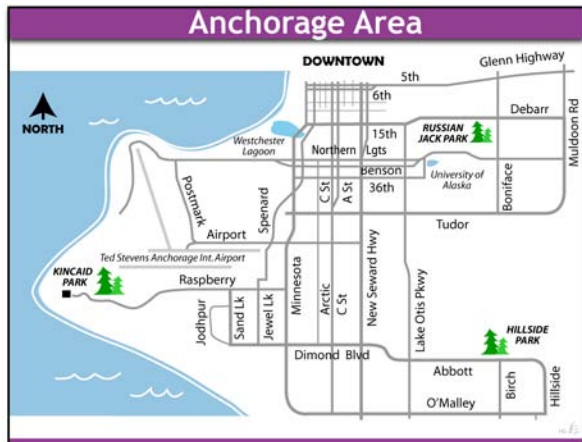 Anchorage Area
DOWNTOWN
Glenn Highway
5th
6th
NORTH
Debarr
Muldoon Rd
Westchester
Lagoon
15th
RUSSIAN
JACK PARK
Northern Lgts
Benson
University of
Alaska
36th
C St
A St
Boniface
Postmark
Spenard
Tudor
Airport
Ted Stevens Anchorage Int. Airport
KINCAID
PARK
Raspberry
Minnesota
New Seward Hwy
Lake Otis Pkwy
Jodhpur
Sand Lk
Jewel Lk
Arctic
C St
HILLSIDE
PARK
Dimond Blvd
Abbott
Birch
Hillside
O'Malley